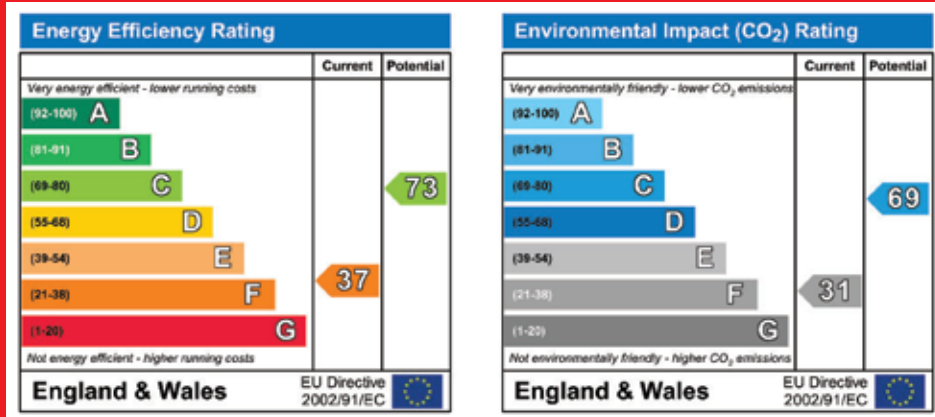 Energy Efficiency Rating
Current Potential
Very energy efficient - lower running costs
(92-100) A
(81-91) B
(69-80) C
73
(55-68) D
(39-54) E
37
(21-38) F
(1-20) G
Not energy efficient - higher running costs
England & Wales
EU Directive
2002/91/EC
Environmental Impact (CO2) Rating
Current Potential
Very environmentally friendly - lower CO2 emissions
(92-100) A
(81-91) B
(69-80) C
69
(55-68) D
(39-54) E
(21-38) F
31
(1-20) G
Not environmentally friendly - higher CO2 emissions
England & Wales
EU Directive
2002/91/EC